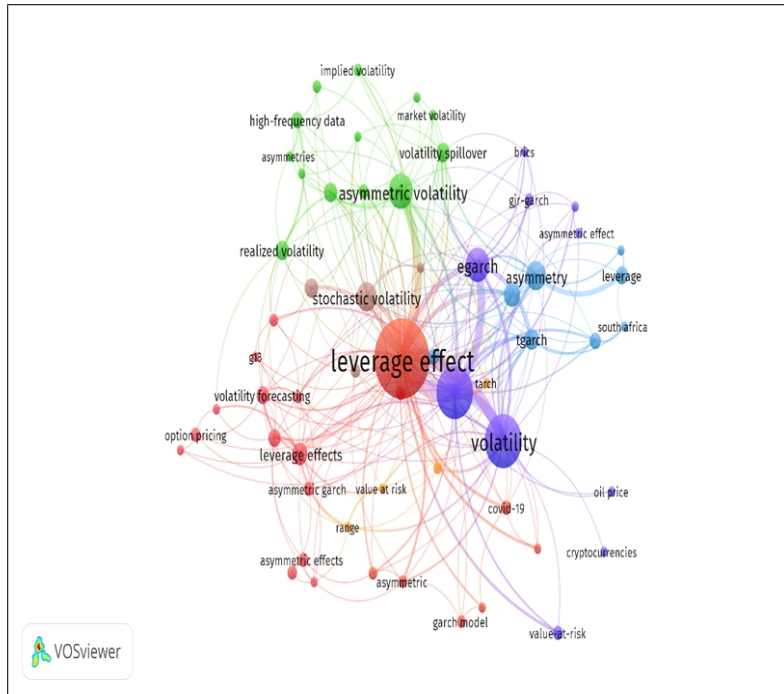 implied volatility
high-frequency data
market volatility
asymmetries
volatility spillover
brics
asymmetric volatility
gjr-garch
asymmetric effect
realized volatility
egarch
asymmetry
leverage
stochastic volatility
south africa
tgarch
leverage effect
g13
tarch
volatility forecasting
option pricing
leverage effects
volatility
asymmetric garch
value at risk
oil price
covid-19
range
cryptocurrencies
asymmetric effects
asymmetric
garch model
value-at-risk
VOSviewer